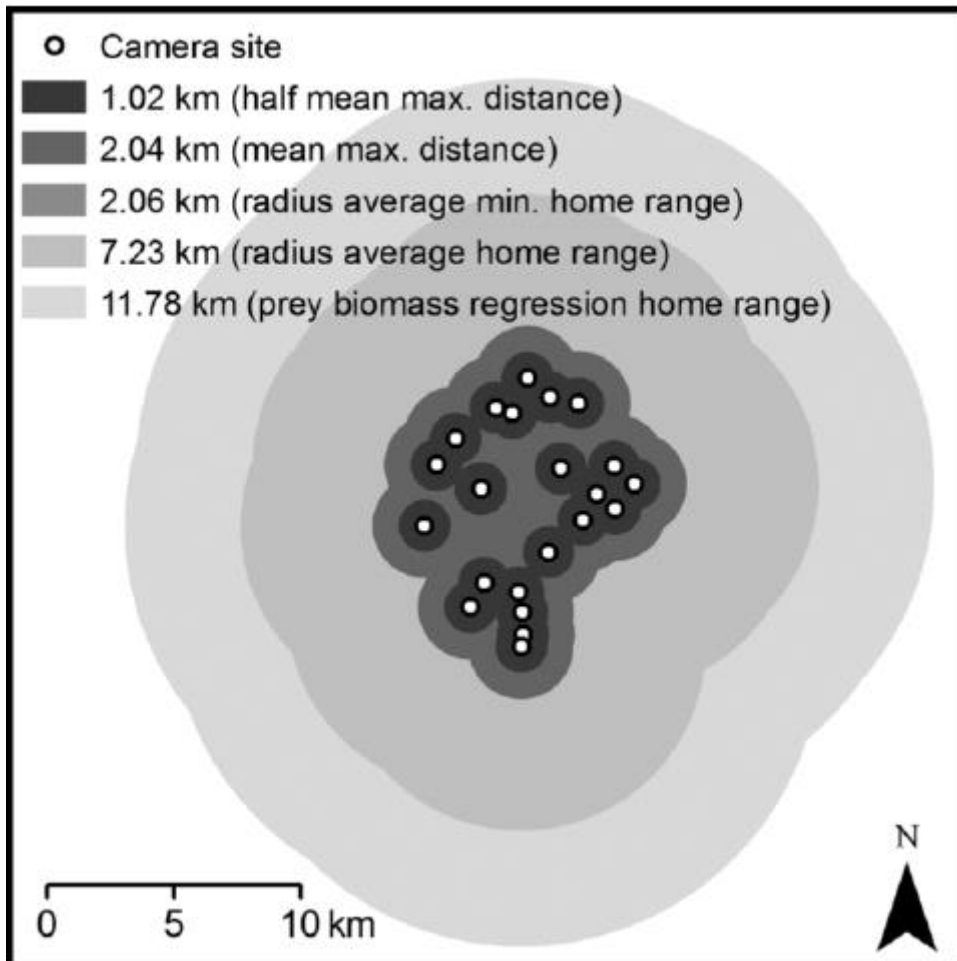 Camera site
1.02 km (half mean max. distance)
2.04 km (mean max. distance)
2.06 km (radius average min. home range)
7.23 km (radius average home range)
11.78 km (prey biomass regression home range)
N
0 5 10 km